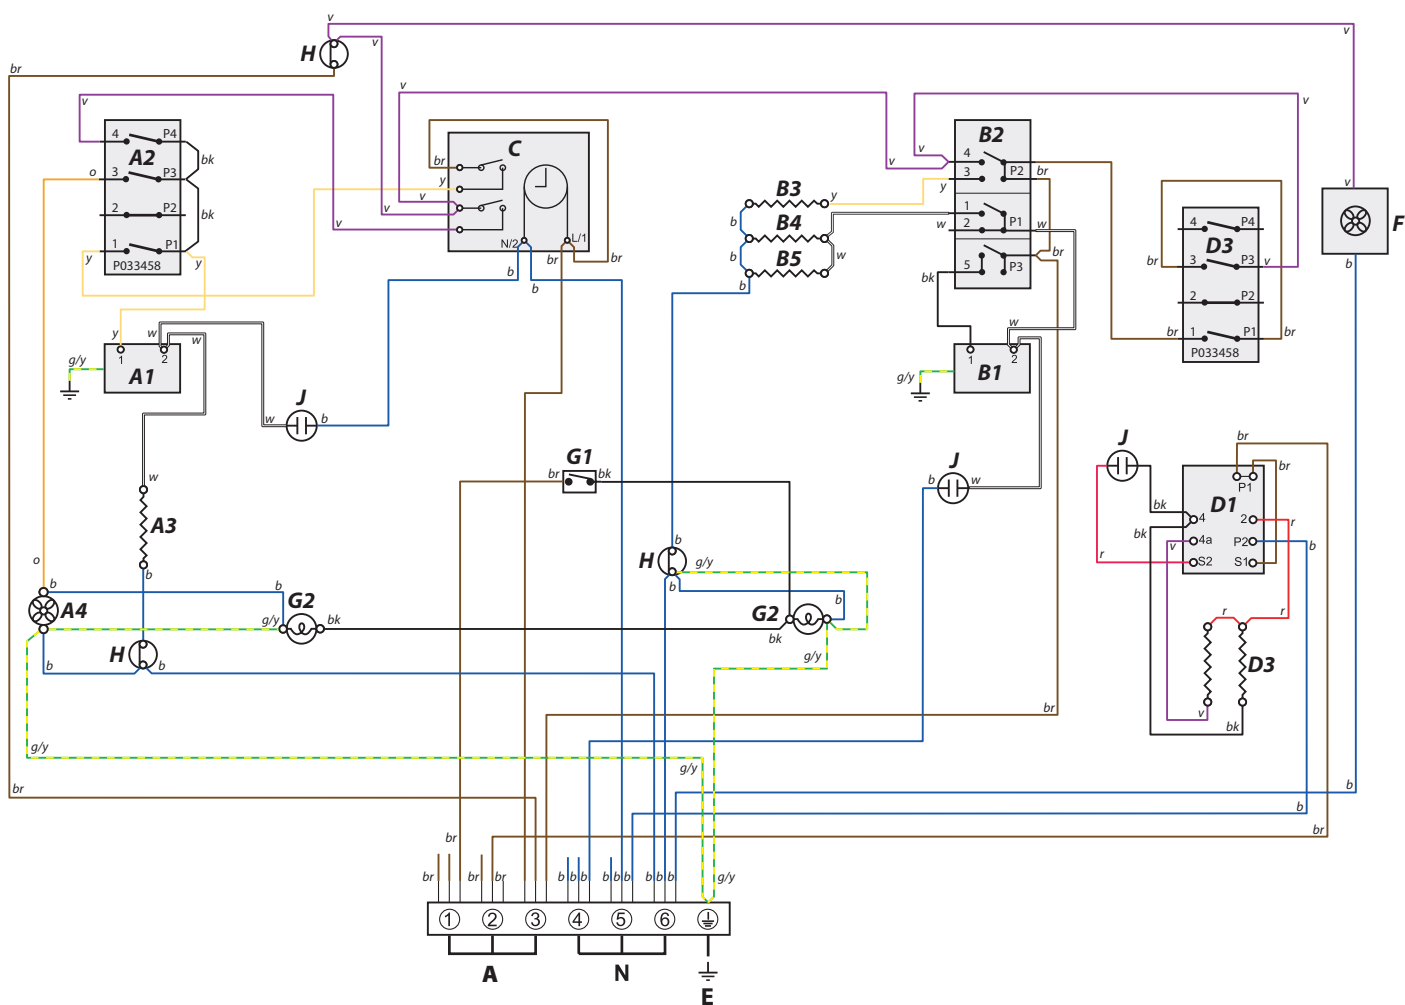 v
v
v
H
br
v
v
v
v
C
br
y
v
v
N/2
L/1
b
b
br
br
4
P4
A2
3
P3
2
P2
1
P1
P033458
o
bk
bk
y
y
B2
4
3
P2
1
2
P1
5
P3
v
v
y
w
br
w
br
bk
B3
B4
B5
y
b
b
w
4
P4
D3
3
P3
2
P2
1
P1
P033458
br
v
br
br
v
F
b
y
w
w
g/y
1
2
A1
J
w
b
w
g/y
1
2
B1
w
A3
b
G1
br
bk
J
b
w
J
r
bk
bk
br
br
P1
D1
4
2
4a
P2
S2
S1
v
r
b
r
r
D3
v
bk
o
b
b
A4
g/y
G2
bk
H
b
b
b
H
g/y
b
G2
bk
b
g/y
g/y
g/y
br
br
b
b
br
br
br
br
br
b
b
b
b
b
b
b
b
b
g/y
1
2
3
4
5
6
A
N
E